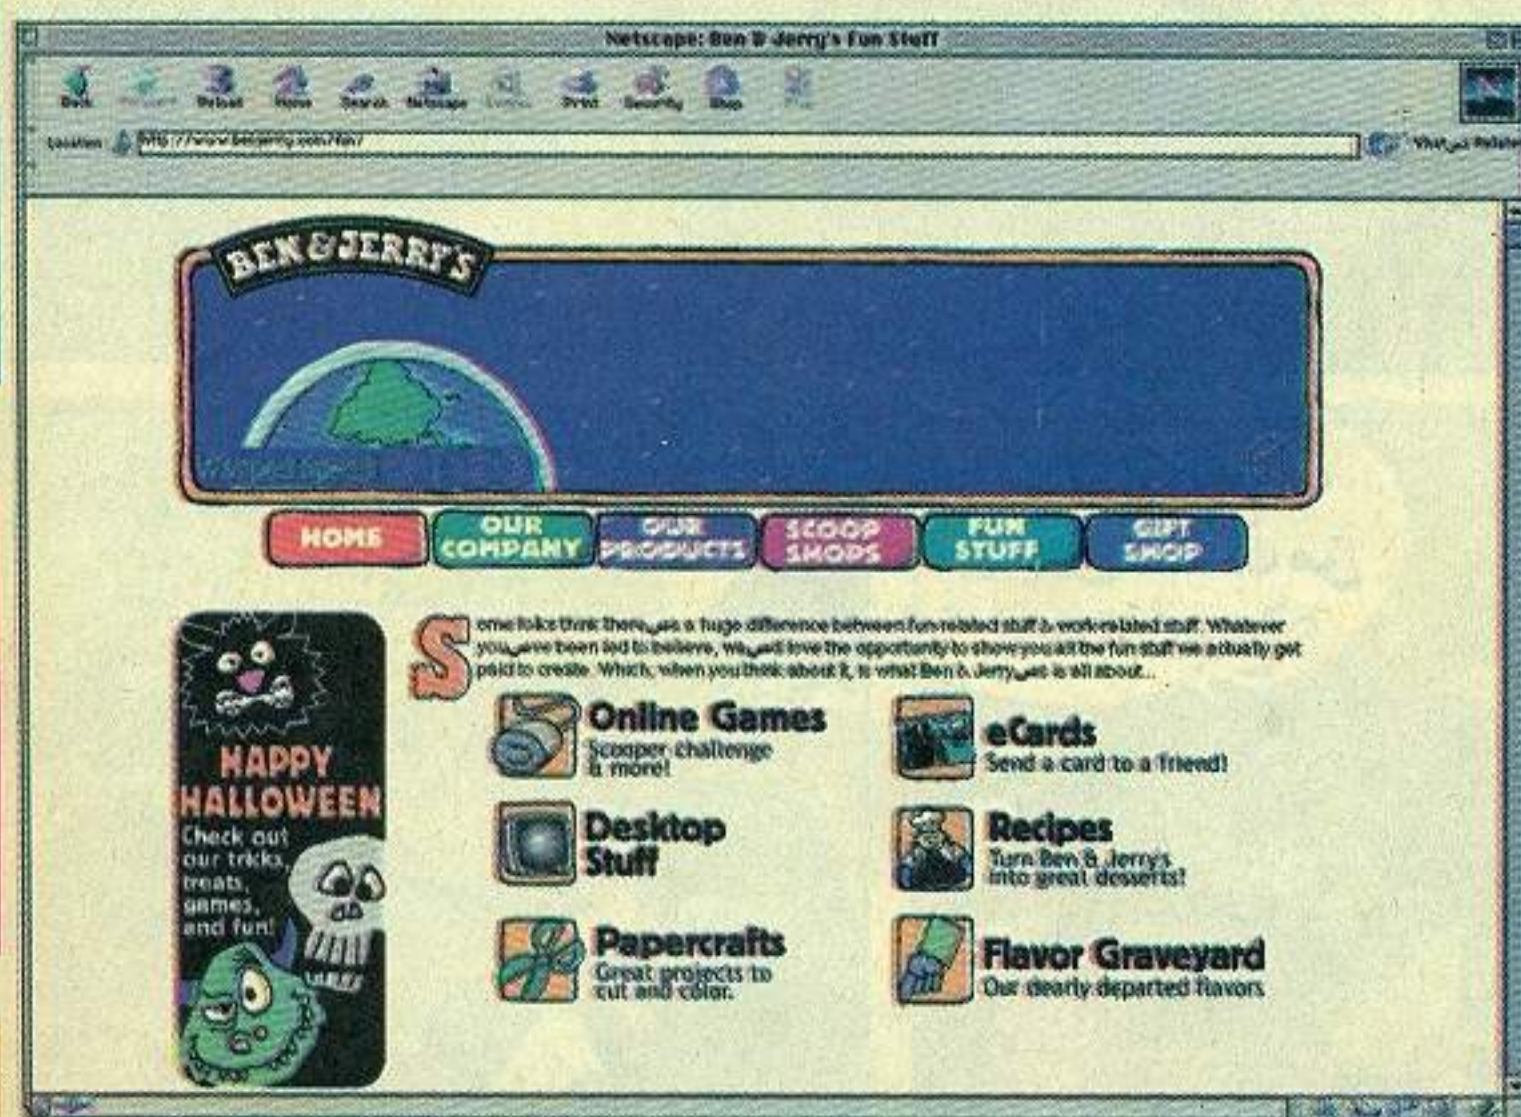 Netscape: Ben & Jerry's Fun Stuff
Back Reload Home Search Netscape Print Security Shop
Location http://www.benjerry.com/fun/
BEN & JERRY'S
HOME
OUR COMPANY
OUR PRODUCTS
SCOOP SHOPS
FUN STUFF
GIFT SHOP
Some folks think there a huge difference between fun-related stuff & work-related stuff. Whatever
been led to believe, love the opportunity to show you all the fun stuff we actually get
paid to create. Which, when you think about it, is what Ben & is all about...
HAPPY
HALLOWEEN
Check out
our tricks,
treats,
games,
and fun!
Online Games
Scooper challenge
& more!
eCards
Send a card to a friend!
Desktop
Stuff
Recipes
Turn Ben & Jerry's
into great desserts!
Papercrafts
Great projects to
cut and color.
Flavor Graveyard
Our dearly departed flavors